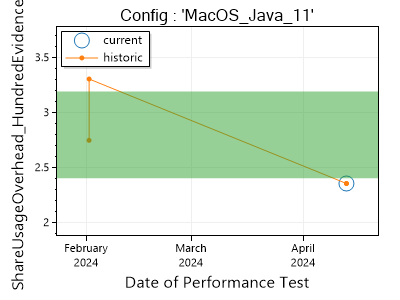 Config : 'MacOS_Java_11'
ShareUsageOverhead_HundredEvidence
current
historic
3.5
3
2.5
2
February
2024
March
2024
April
2024
Date of Performance Test